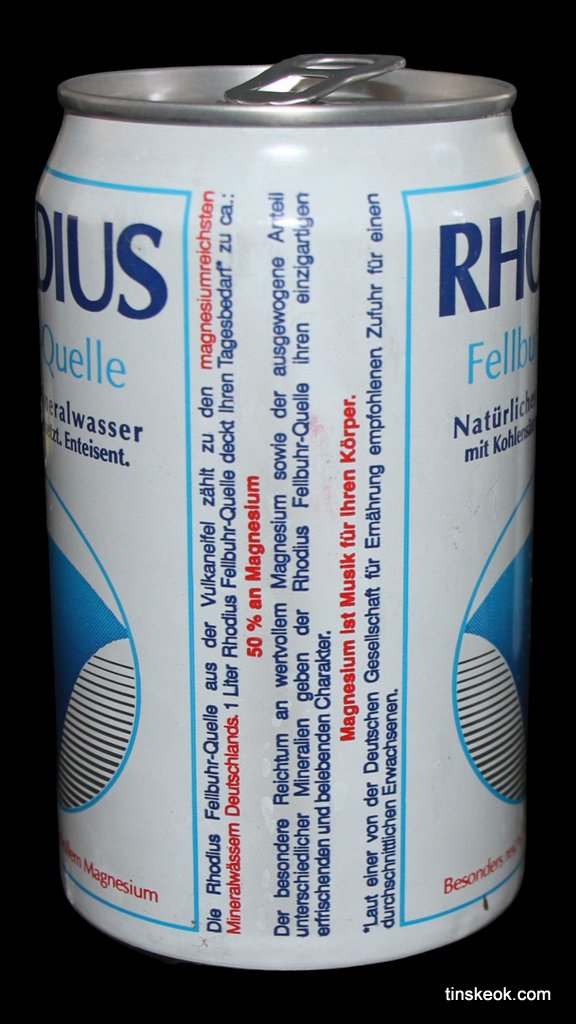 DIUS
Quelle
neralwasser
etzt. Enteisent.
Magnesium
Die Rhodius Fellbuhr-Quelle aus der Vulkaneifel zählt zu den magnesiumreichsten
Mineralwässern Deutschlands. 1 Liter Rhodius Fellbuhr-Quelle deckt Ihren Tagesbedarf* zu ca.:
50 % an Magnesium
Der besondere Reichtum an wertvollem Magnesium sowie der ausgewogene Anteil
unterschiedlicher Mineralien geben der Rhodius Fellbuhr-Quelle ihren einzigartigen
erfrischenden und belebenden Charakter.
Magnesium ist Musik für Ihren Körper.
*Laut einer von der Deutschen Gesellschaft für Ernährung empfohlenen Zufuhr für einen
durchschnittlichen Erwachsenen.
RHO
Fellbu
Natürliche
mit Kohlens
Besonders
tinskeok.com